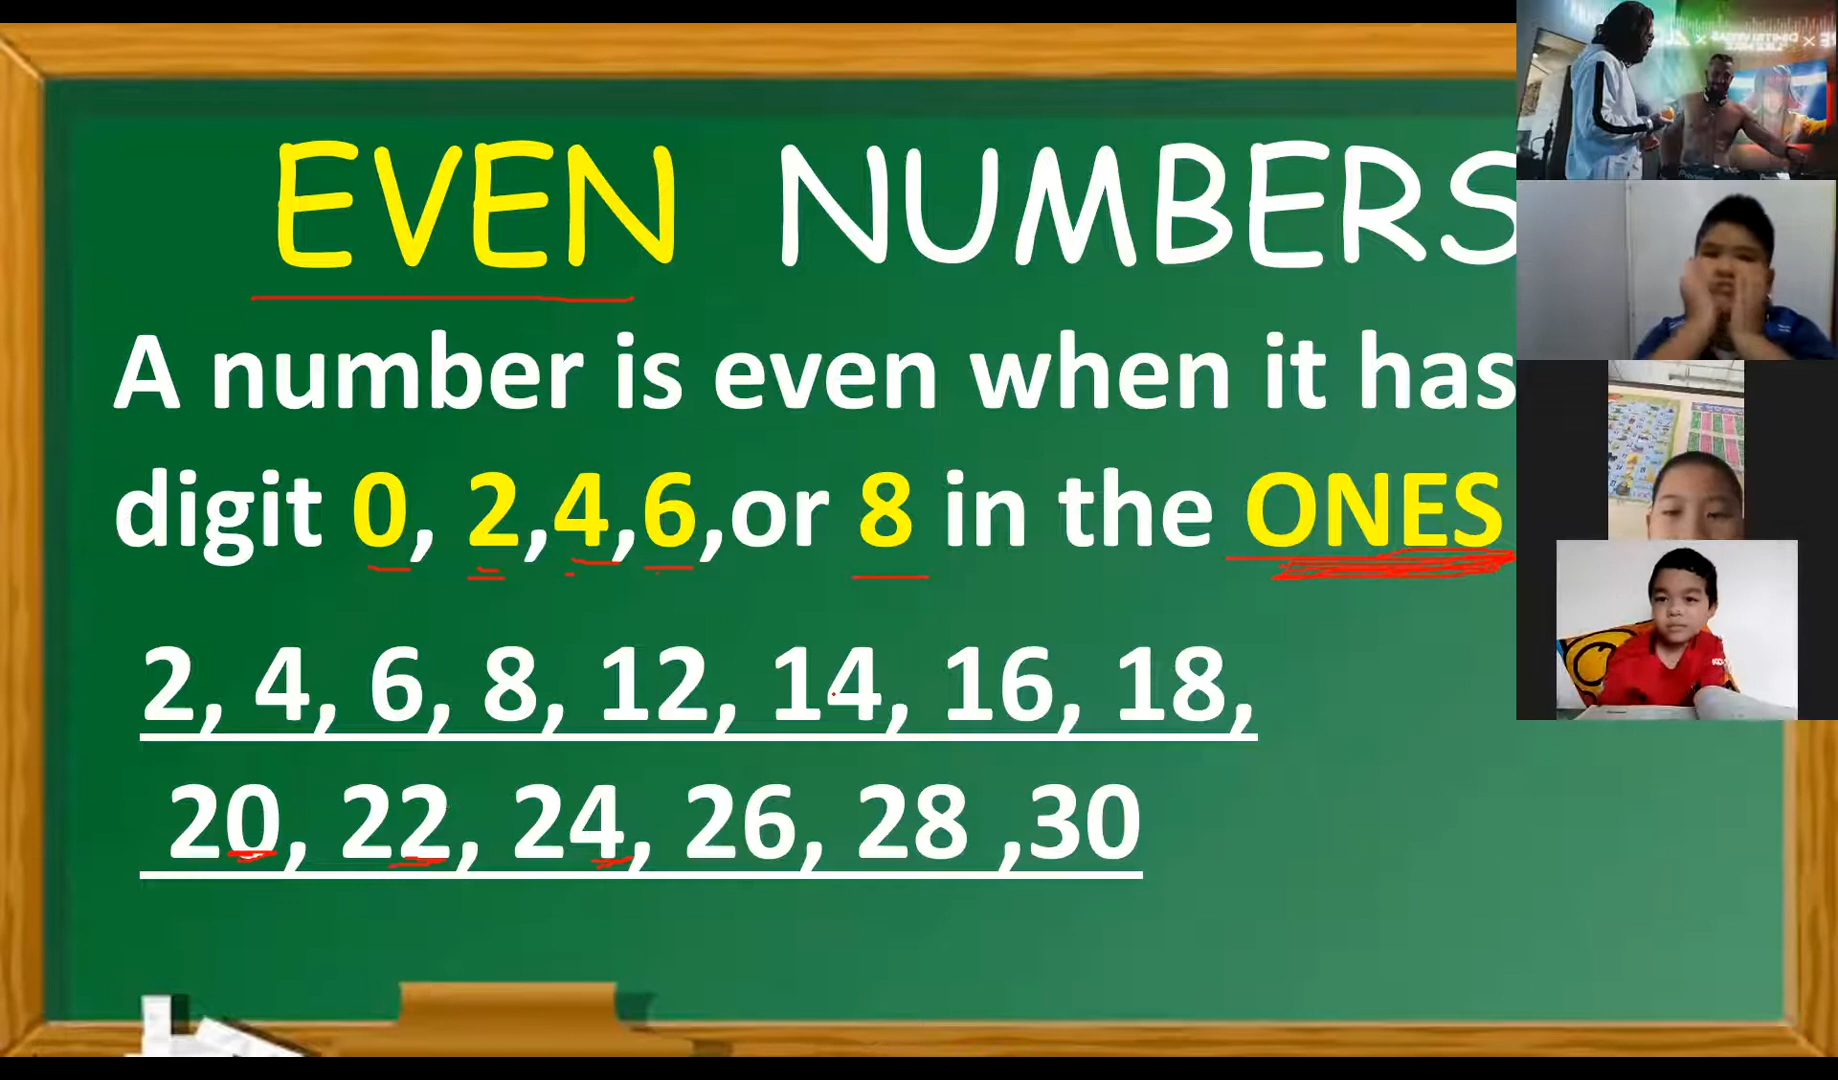 EVEN NUMBERS
A number is even when it has
digit 0, 2,4,6,or 8 in the ONES
2, 4, 6, 8, 12, 14, 16, 18,
20, 22, 24, 26, 28 ,30